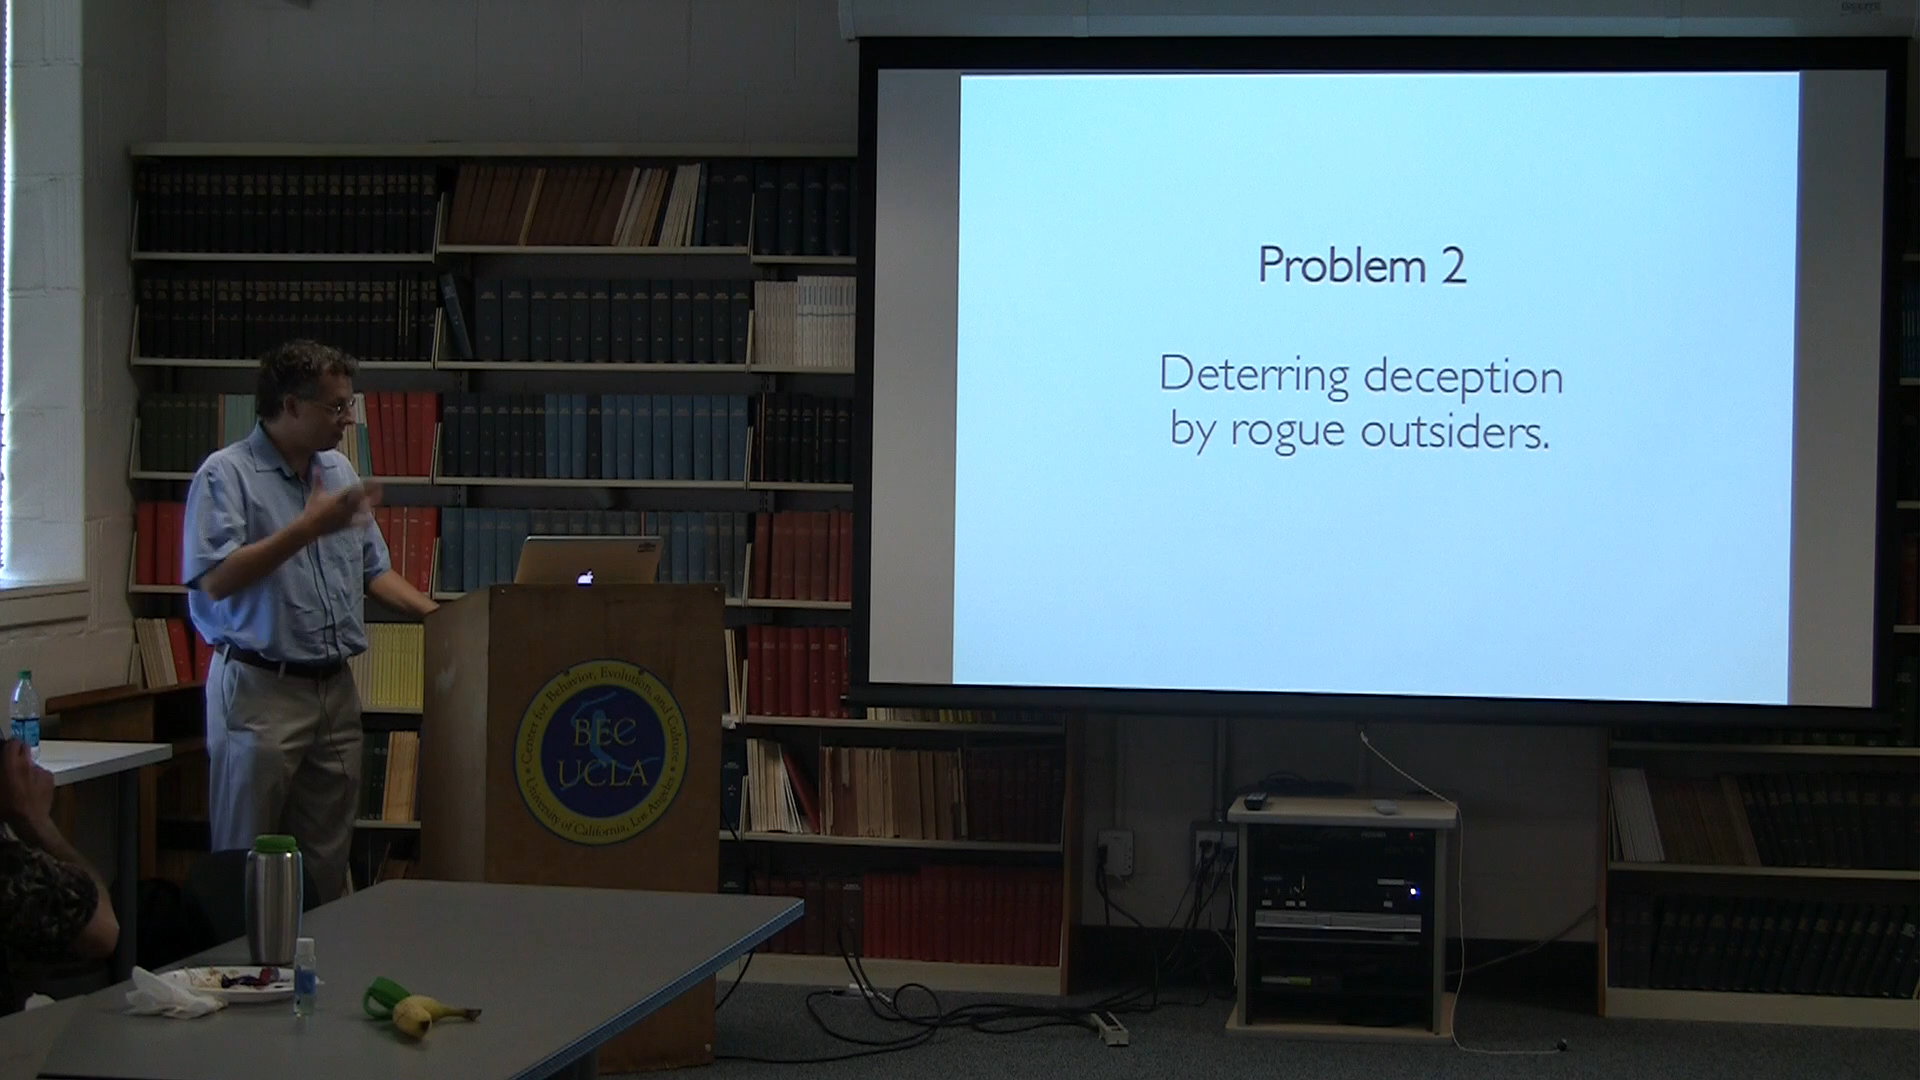 Problem 2
Deterring deception
by rogue outsiders.
Center for Behavior, Evolution, and Culture
BEC
UCLA
University of California, Los Angeles